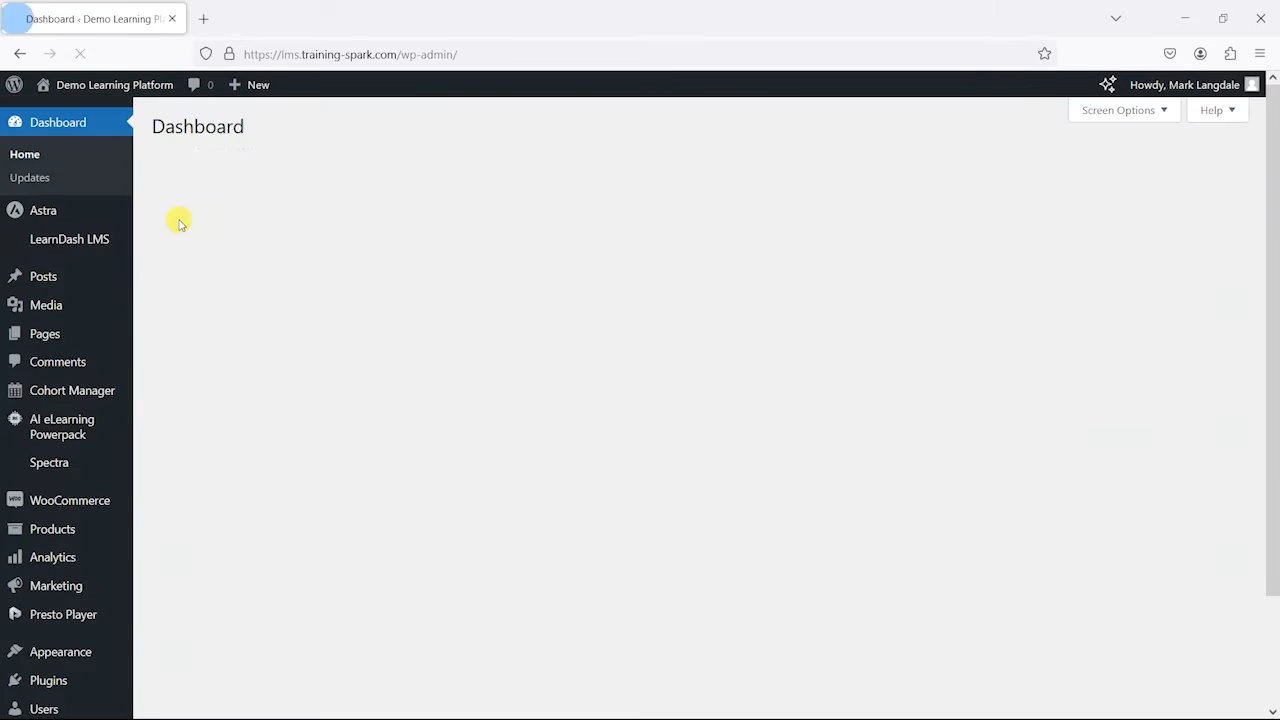 Dashboard ‹ Demo Learning Pl
https://lms.training-spark.com/wp-admin/
Demo Learning Platform
0
New
Howdy, Mark Langdale
Dashboard
Home
Updates
Astra
LearnDash LMS
Posts
Media
Pages
Comments
Cohort Manager
AI eLearning
Powerpack
Spectra
WooCommerce
Products
Analytics
Marketing
Presto Player
Appearance
Plugins
Users
Dashboard
Screen Options
Help